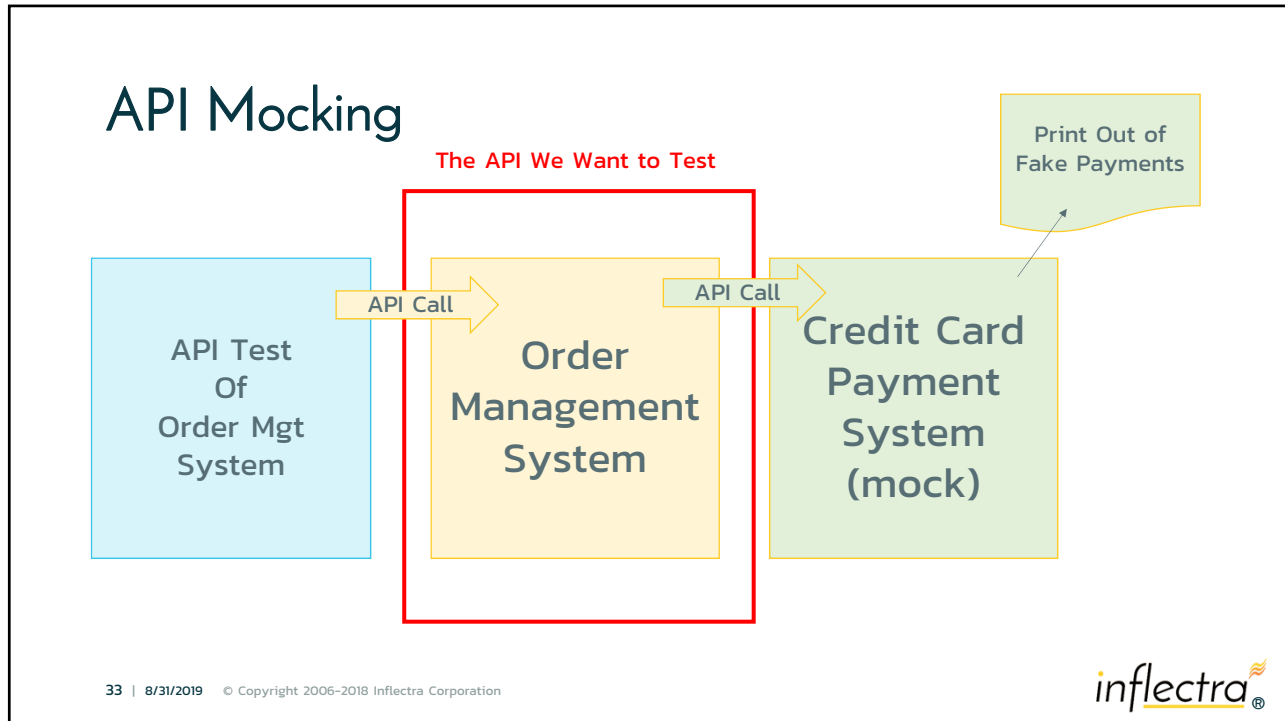 API Mocking
The API We Want to Test
Print Out of
Fake Payments
API Test
Of
Order Mgt
System
API Call
Order
Management
System
API Call
Credit Card
Payment
System
(mock)
33 | 8/31/2019 © Copyright 2006-2018 Inflectra Corporation
inflectra®